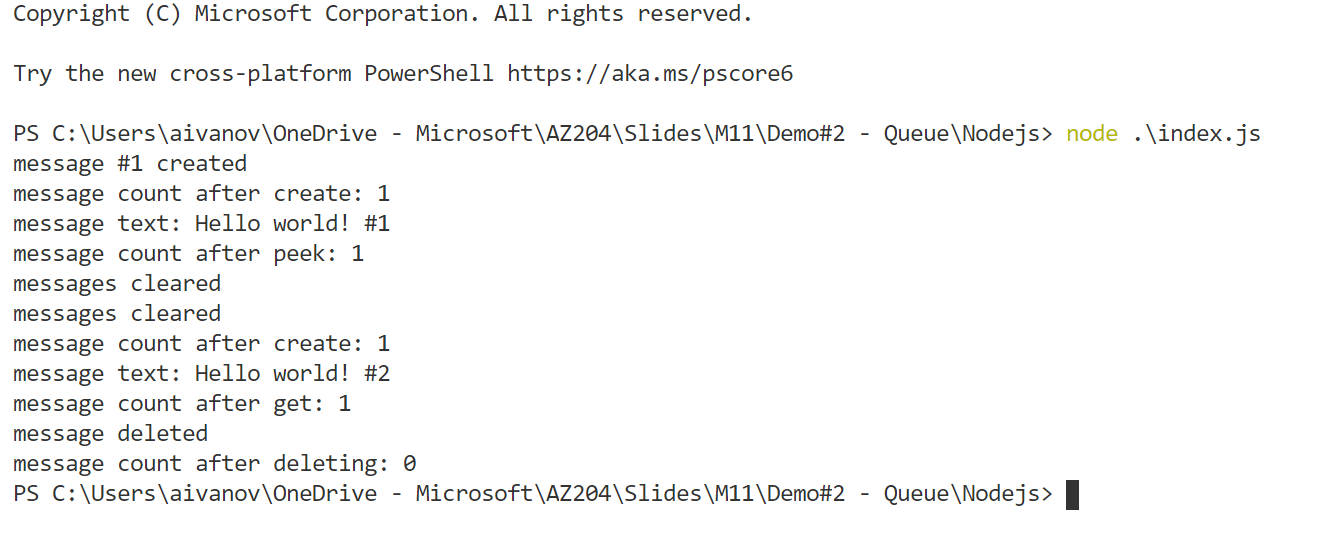 Copyright (C) Microsoft Corporation. All rights reserved.
Try the new cross-platform PowerShell https://aka.ms/pscore6
PS C:\Users\aivanov\OneDrive - Microsoft\AZ204\Slides\M11\Demo#2 - Queue\Nodejs> node .\index.js
message #1 created
message count after create: 1
message text: Hello world! #1
message count after peek: 1
messages cleared
messages cleared
message count after create: 1
message text: Hello world! #2
message count after get: 1
message deleted
message count after deleting: 0
PS C:\Users\aivanov\OneDrive - Microsoft\AZ204\Slides\M11\Demo#2 - Queue\Nodejs>